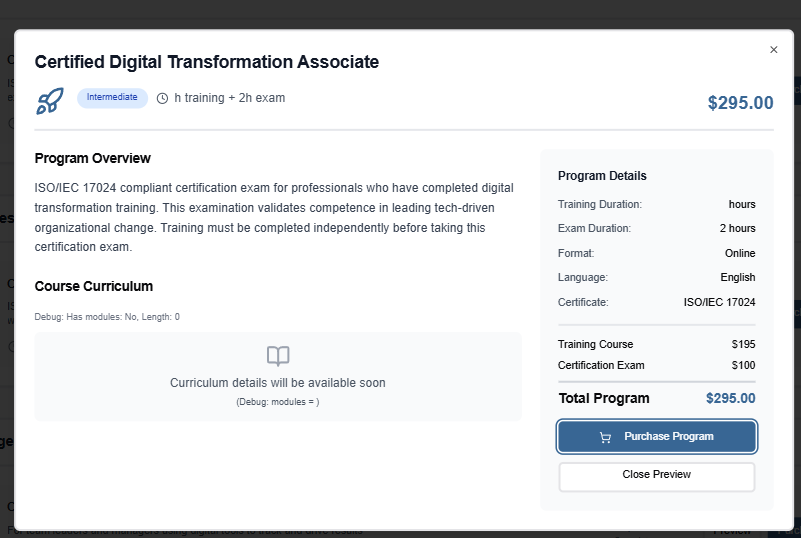 Certified Digital Transformation Associate
×
Intermediate
h training + 2h exam
$295.00
Program Overview
ISO/IEC 17024 compliant certification exam for professionals who have completed digital
transformation training. This examination validates competence in leading tech-driven
organizational change. Training must be completed independently before taking this
certification exam.
Course Curriculum
Debug: Has modules: No, Length: 0
Curriculum details will be available soon
(Debug: modules = )
Program Details
Training Duration: hours
Exam Duration: 2 hours
Format: Online
Language: English
Certificate: ISO/IEC 17024
Training Course $195
Certification Exam $100
Total Program $295.00
Purchase Program
Close Preview